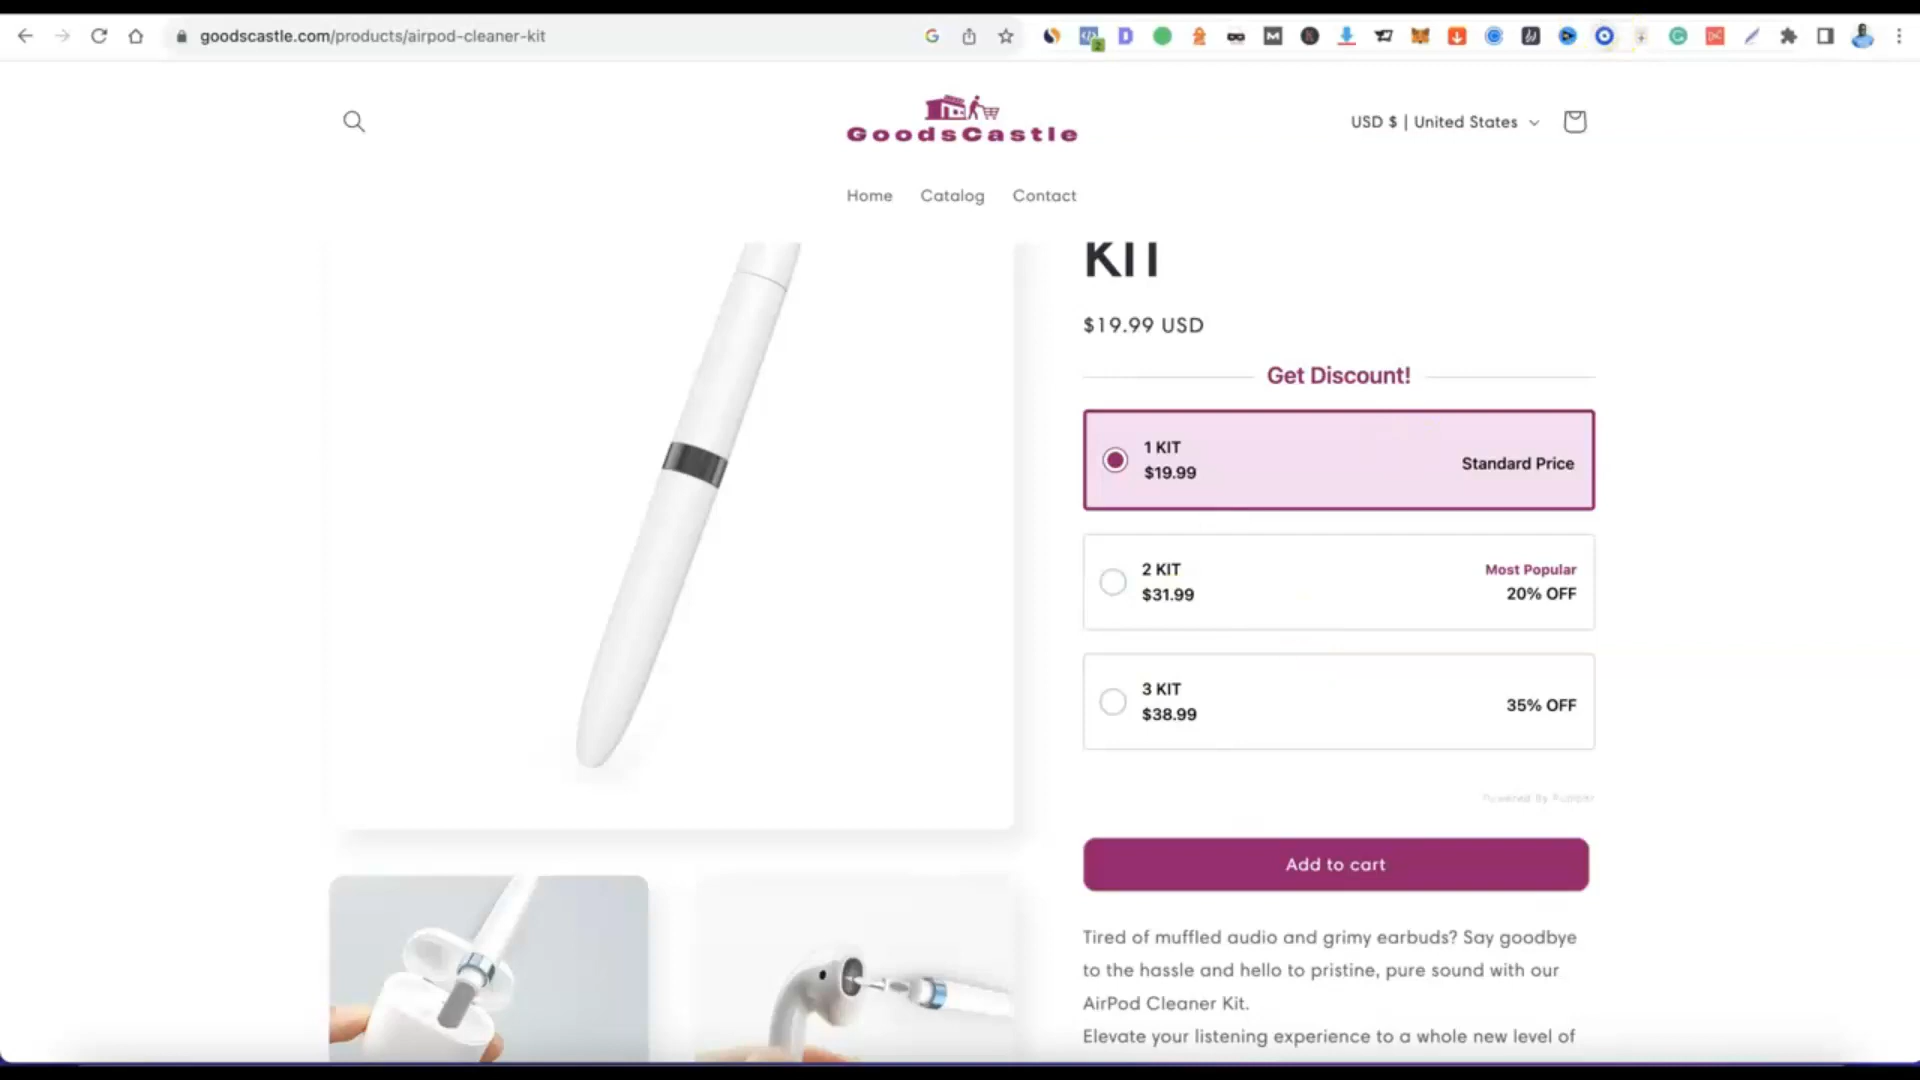 goodscastle.com/products/airpod-cleaner-kit
GoodsCastle
USD $ | United States
Home Catalog Contact
KIT
$19.99 USD
Get Discount!
1 KIT
$19.99
Standard Price
2 KIT
$31.99
Most Popular
20% OFF
3 KIT
$38.99
35% OFF
Powered By
Add to cart
Tired of muffled audio and grimy earbuds? Say goodbye
to the hassle and hello to pristine, pure sound with our
AirPod Cleaner Kit.
Elevate your listening experience to a whole new level of